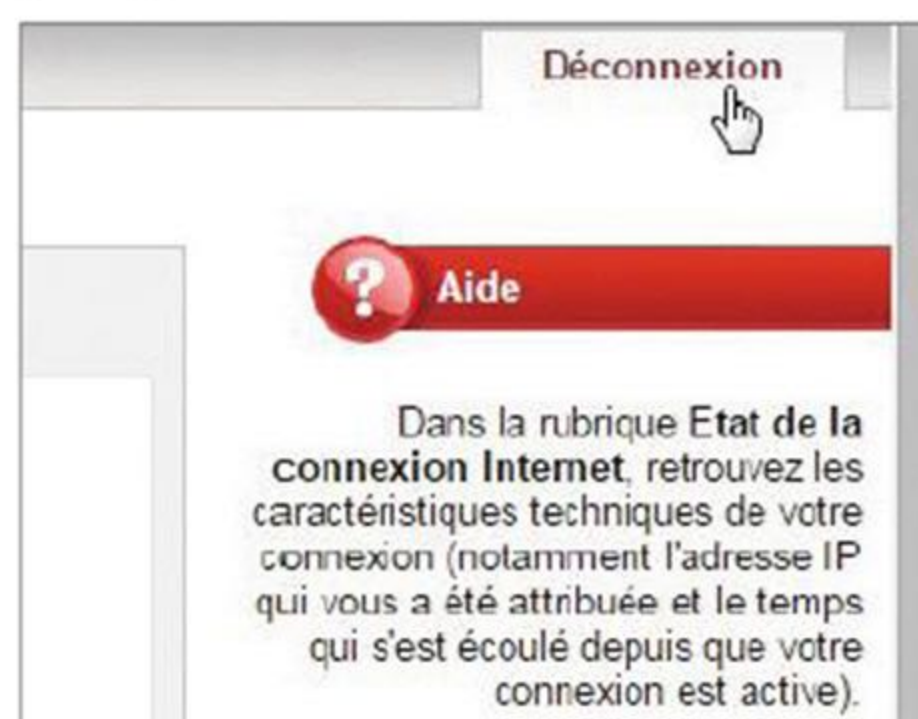 Déconnexion
Aide
Dans la rubrique Etat de la
connexion Internet, retrouvez les
caractéristiques techniques de votre
connexion (notamment l'adresse IP
qui vous a été attribuée et le temps
qui s'est écoulé depuis que votre
connexion est active).